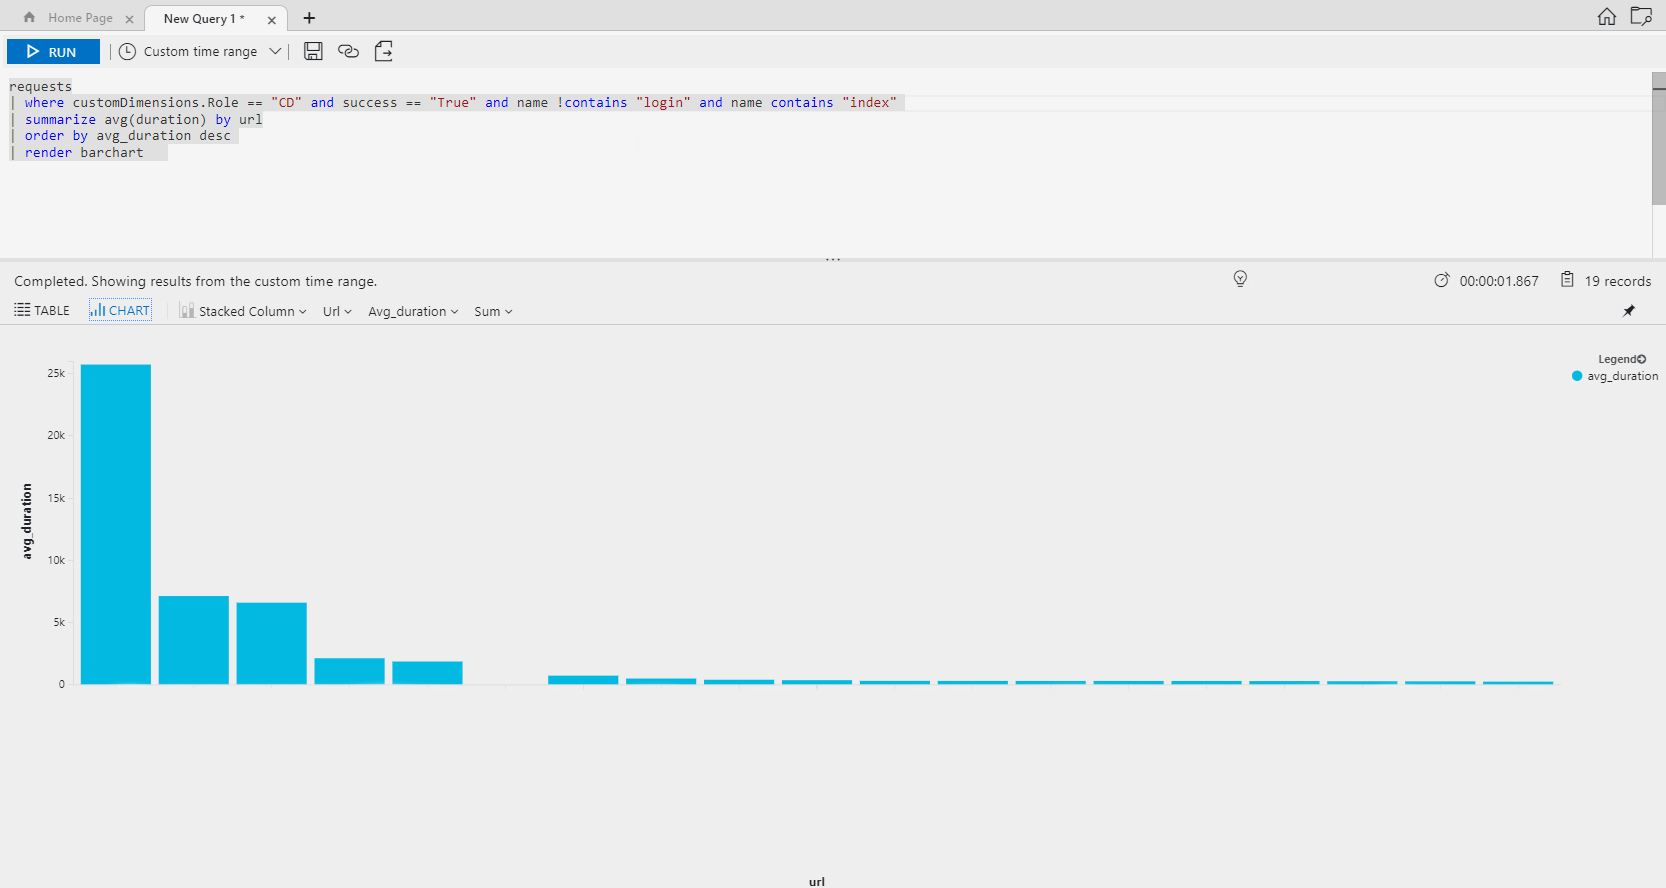 Home Page
New Query 1 *
RUN
Custom time range
requests
| where customDimensions.Role == "CD" and success == "True" and name !contains "login" and name contains "index"
| summarize avg(duration) by url
| order by avg_duration desc
| render barchart
Completed. Showing results from the custom time range.
00:00:01.867
19 records
TABLE
CHART
Stacked Column
Url
Avg_duration
Sum
Legend
avg_duration
25k
20k
15k
10k
5k
0
avg_duration
url